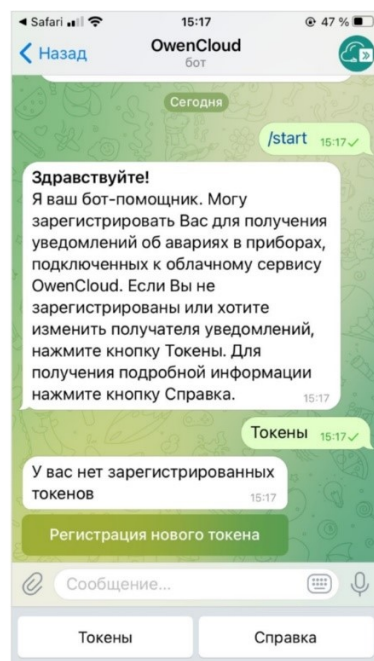 Safari 15:17 47 %
Назад OwenCloud
бот
Сегодня
/start 15:17
Здравствуйте!
Я ваш бот-помощник. Могу
зарегистрировать Вас для получения
уведомлений об авариях в приборах,
подключенных к облачному сервису
OwenCloud. Если Вы не
зарегистрированы или хотите
изменить получателя уведомлений,
нажмите кнопку Токены. Для
получения подробной информации
нажмите кнопку Справка. 15:17
Токены 15:17
У вас нет зарегистрированных
токенов 15:17
Регистрация нового токена
Сообщение...
Токены Справка